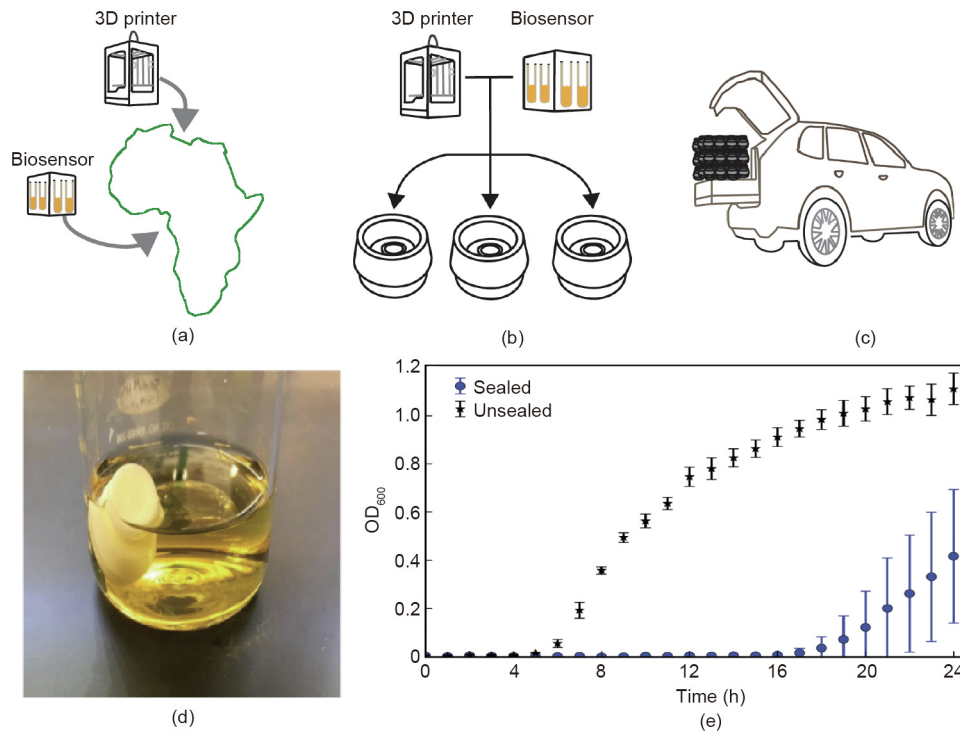 3D printer
Biosensor
(a)
3D printer
Biosensor
(b)
(c)
(d)
1.2
1.0
0.8
0.6
0.4
0.2
0
OD600
Sealed
Unsealed
0 4 8 12 16 20 24
Time (h)
(e)